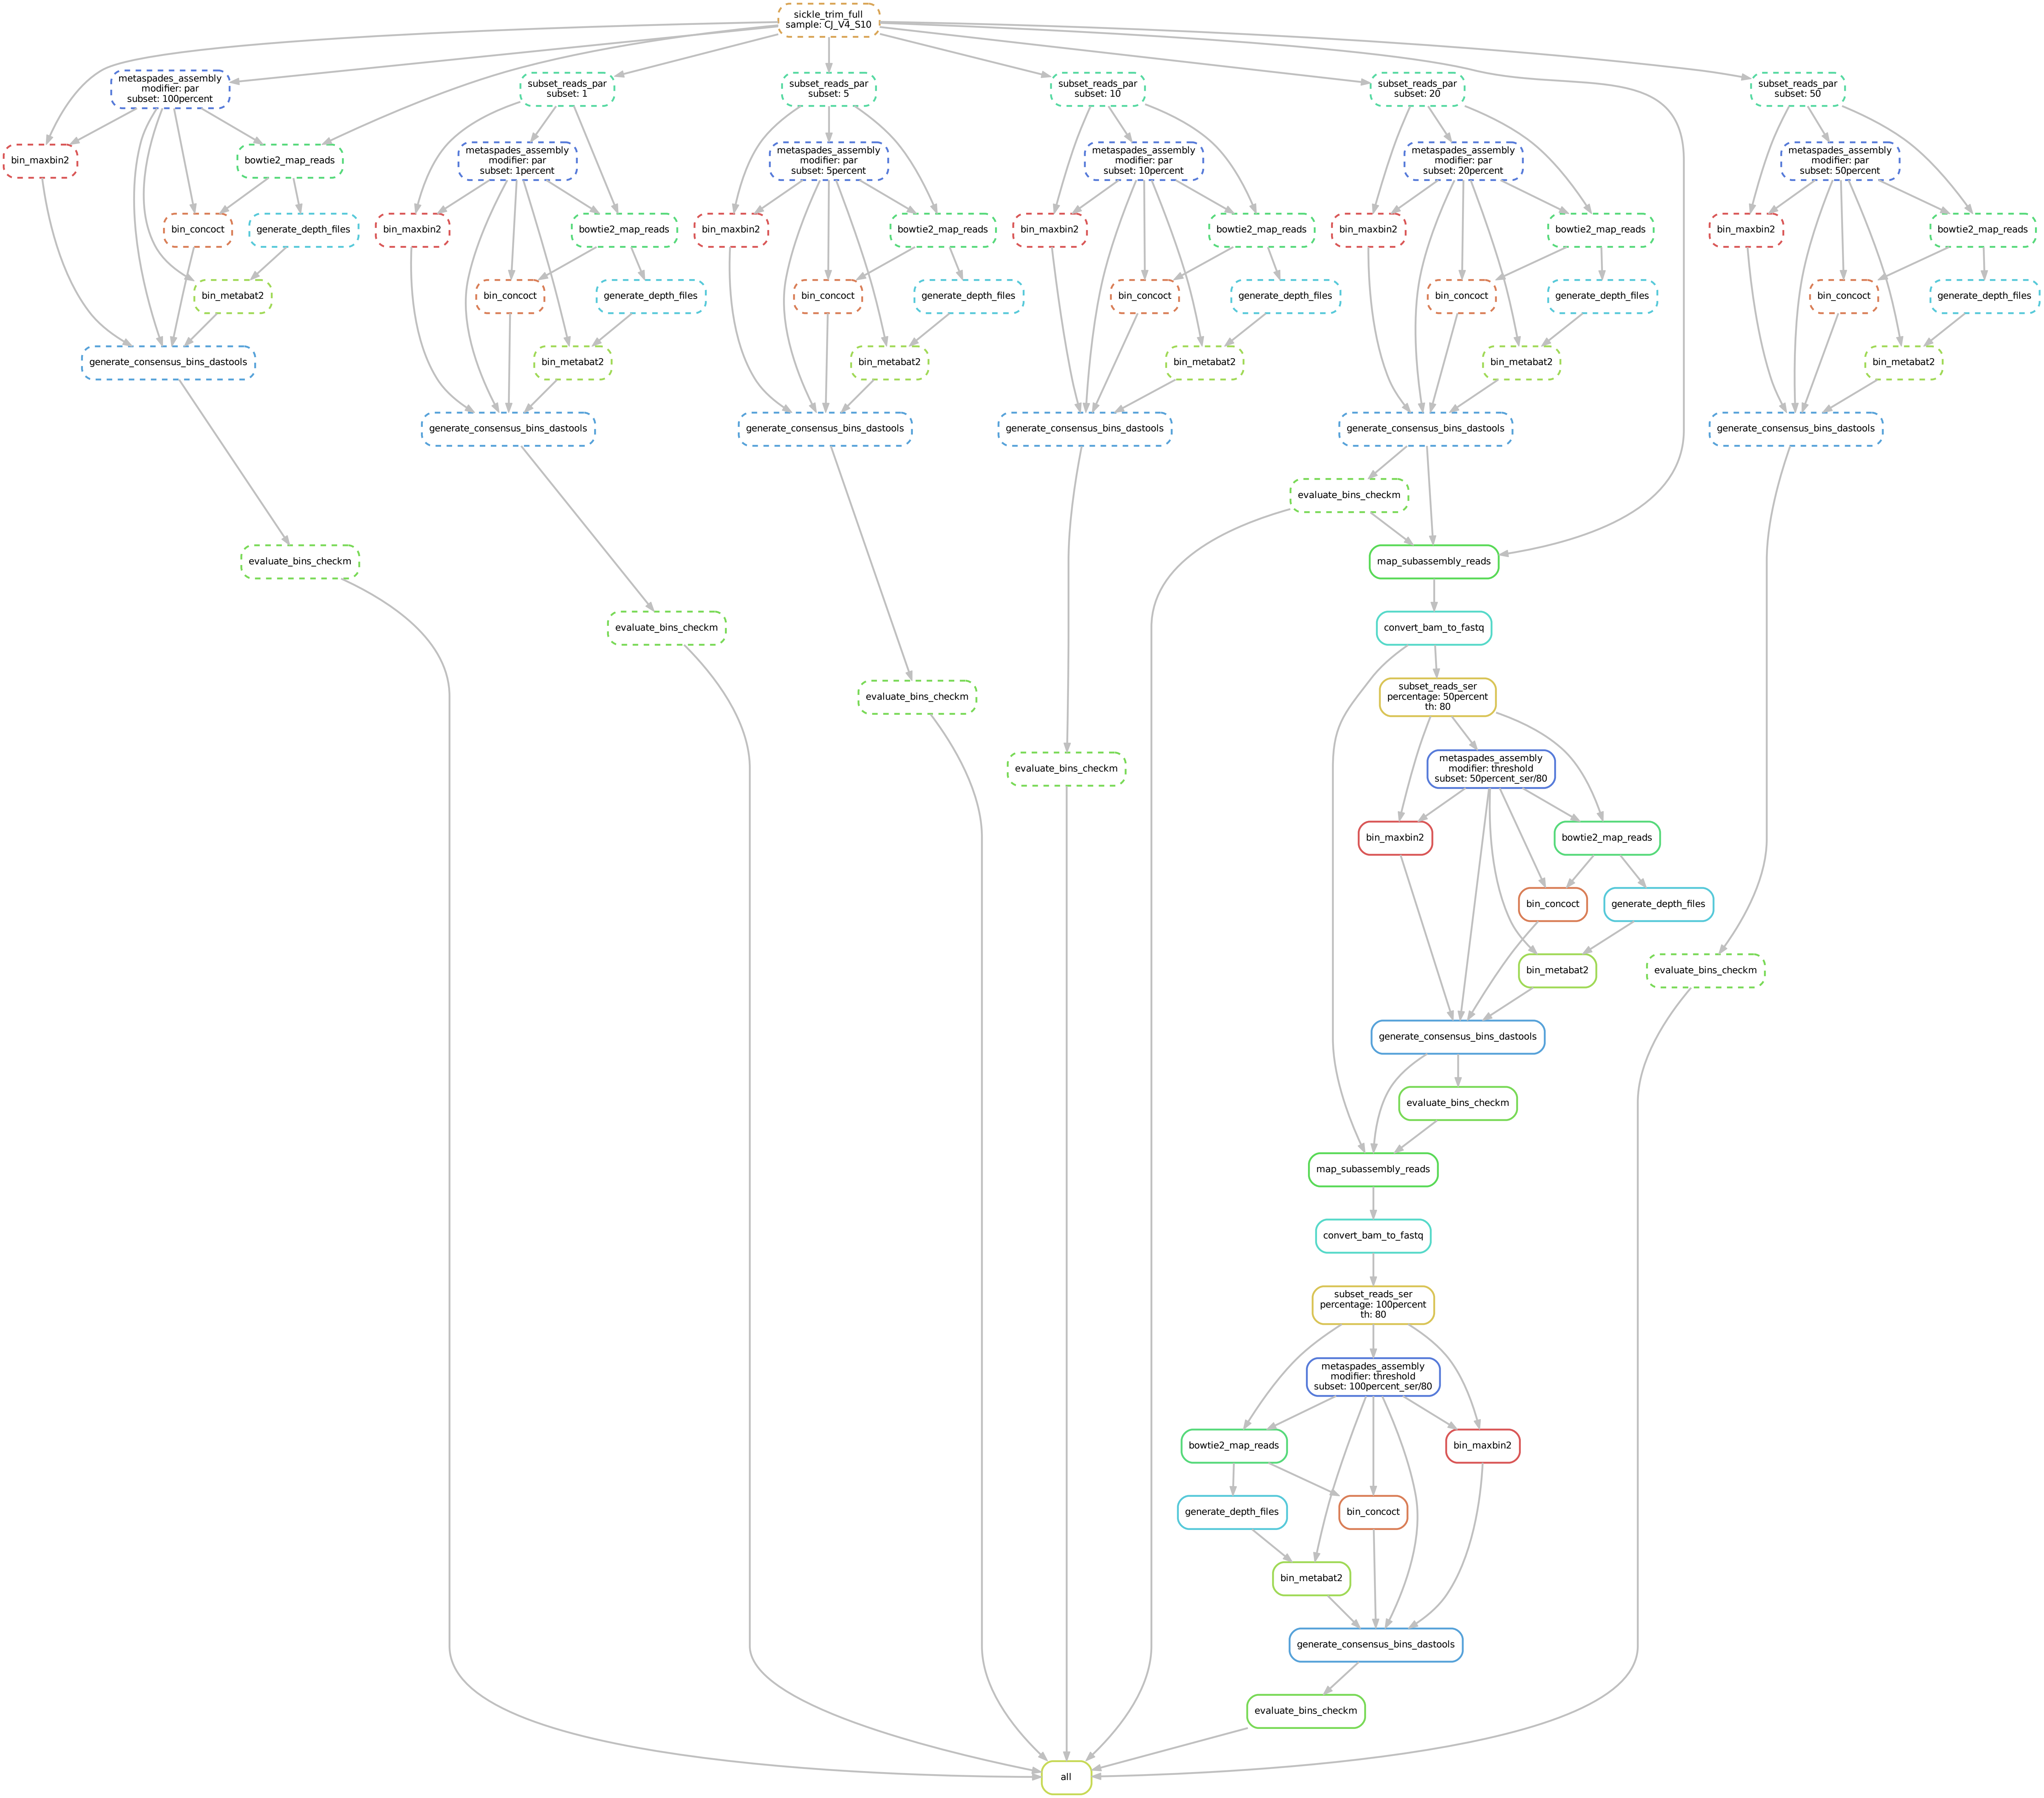 sickle_trim_full
sample: CJ_V4_S10
metaspades_assembly
modifier: par
subset: 100percent
subset_reads_par
subset: 1
subset_reads_par
subset: 5
subset_reads_par
subset: 10
subset_reads_par
subset: 20
subset_reads_par
subset: 50
bin_maxbin2
bowtie2_map_reads
metaspades_assembly
modifier: par
subset: 1percent
metaspades_assembly
modifier: par
subset: 5percent
metaspades_assembly
modifier: par
subset: 10percent
metaspades_assembly
modifier: par
subset: 20percent
metaspades_assembly
modifier: par
subset: 50percent
bin_concoct
generate_depth_files
bin_maxbin2
bowtie2_map_reads
bin_maxbin2
bowtie2_map_reads
bin_maxbin2
bowtie2_map_reads
bin_maxbin2
bowtie2_map_reads
bin_maxbin2
bowtie2_map_reads
bin_metabat2
bin_concoct
generate_depth_files
bin_concoct
generate_depth_files
bin_concoct
generate_depth_files
bin_concoct
generate_depth_files
bin_concoct
generate_depth_files
generate_consensus_bins_dastools
bin_metabat2
bin_metabat2
bin_metabat2
bin_metabat2
bin_metabat2
generate_consensus_bins_dastools
generate_consensus_bins_dastools
generate_consensus_bins_dastools
generate_consensus_bins_dastools
generate_consensus_bins_dastools
evaluate_bins_checkm
evaluate_bins_checkm
map_subassembly_reads
evaluate_bins_checkm
convert_bam_to_fastq
evaluate_bins_checkm
subset_reads_ser
percentage: 50percent
th: 80
evaluate_bins_checkm
metaspades_assembly
modifier: threshold
subset: 50percent_ser/80
bin_maxbin2
bowtie2_map_reads
bin_concoct
generate_depth_files
bin_metabat2
evaluate_bins_checkm
generate_consensus_bins_dastools
evaluate_bins_checkm
map_subassembly_reads
convert_bam_to_fastq
subset_reads_ser
percentage: 100percent
th: 80
metaspades_assembly
modifier: threshold
subset: 100percent_ser/80
bowtie2_map_reads
bin_maxbin2
generate_depth_files
bin_concoct
bin_metabat2
generate_consensus_bins_dastools
evaluate_bins_checkm
all